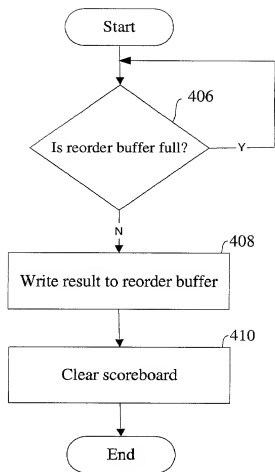 Start
406
Is reorder buffer full?
Y
N
408
Write result to reorder buffer
410
Clear scoreboard
End